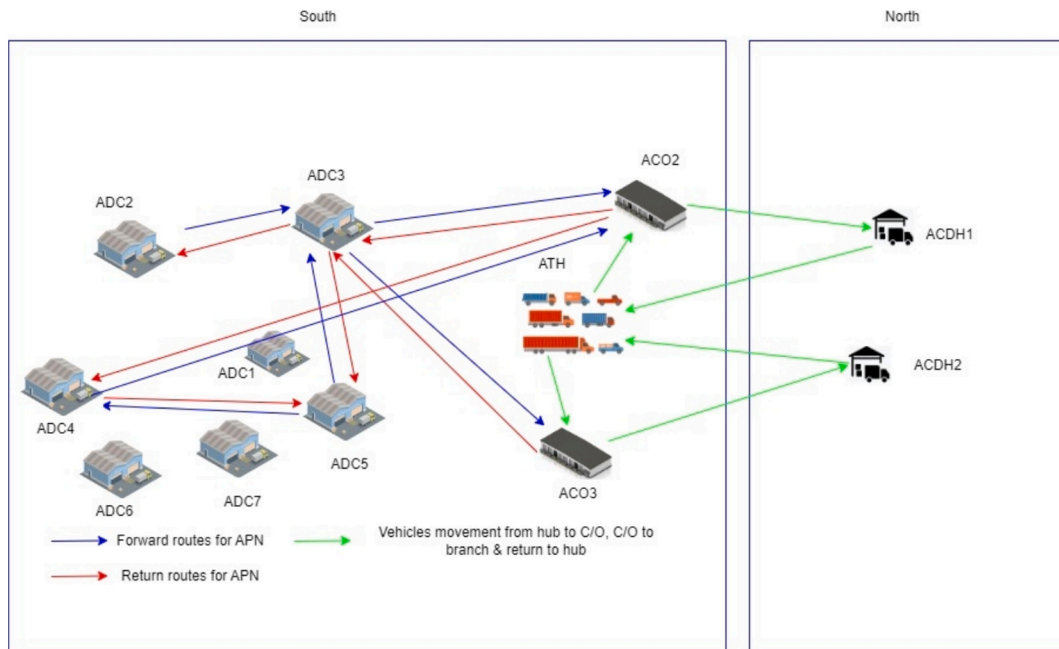 South
North
ACO2
ADC3
ADC2
ACDH1
ATH
ADC1
ACDH2
ADC4
ADC5
ADC7
ACO3
ADC6
Forward routes for APN
Vehicles movement from hub to C/O, C/O to
branch & return to hub
Return routes for APN